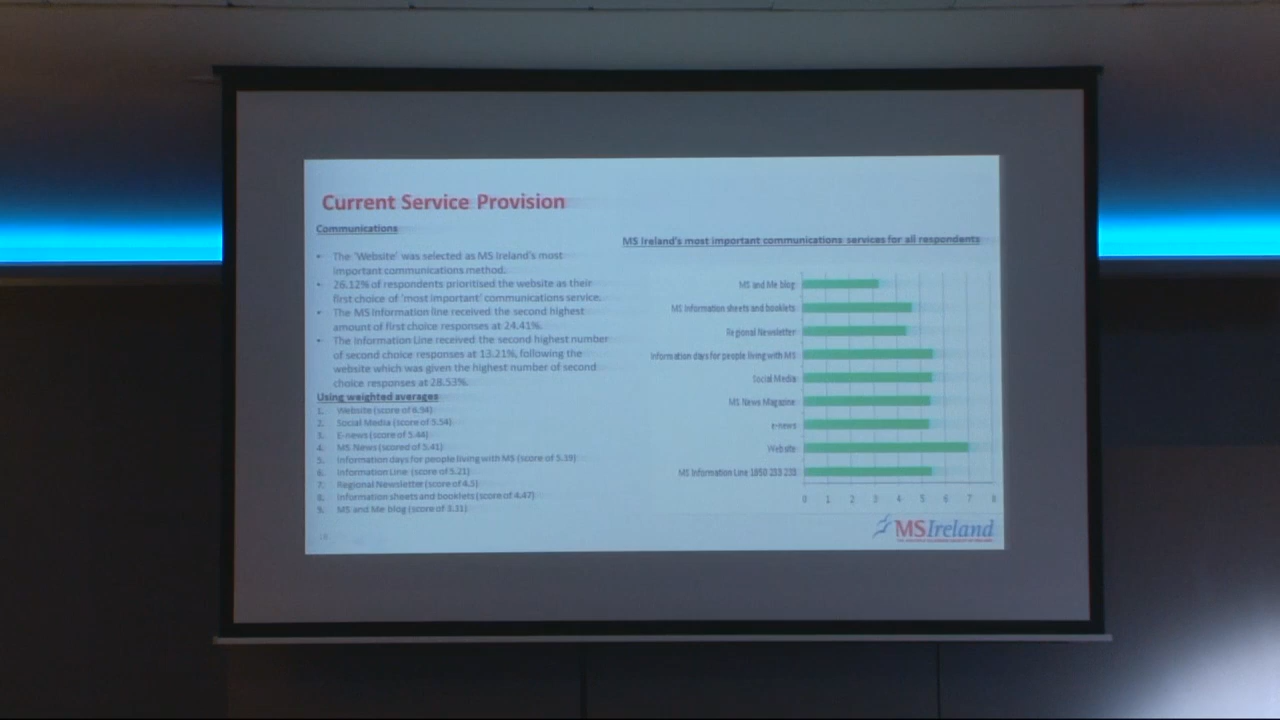 Current Service Provision
Communications
• The 'Website' was selected as MS Ireland's most
important communications method.
• 26.12% of respondents prioritised the website as their
first choice of 'most important' communications service.
• The MS Information line received the second highest
amount of first choice responses at 24.41%.
• The Information Line received the second highest number
of second choice responses at 13.21%, following the
website which was given the highest number of second
choice responses at 28.53%.
Using weighted averages
1. Website (score of 6.94)
2. Social Media (score of 5.54)
3. E-news (score of 5.44)
4. MS News (scored of 5.41)
5. Information days for people living with MS (score of 5.39)
6. Information Line (score of 5.21)
7. Regional Newsletter (score of 4.5)
8. Information sheets and booklets (score of 4.47)
9. MS and Me blog (score of 3.31)
MS Ireland's most important communications services for all respondents
MS and Me blog
MS Information sheets and booklets
Regional Newsletter
Information days for people living with MS
Social Media
MS News Magazine
e-news
Website
MS Information Line 1850 233 233
0 1 2 3 4 5 6 7 8
MSIreland